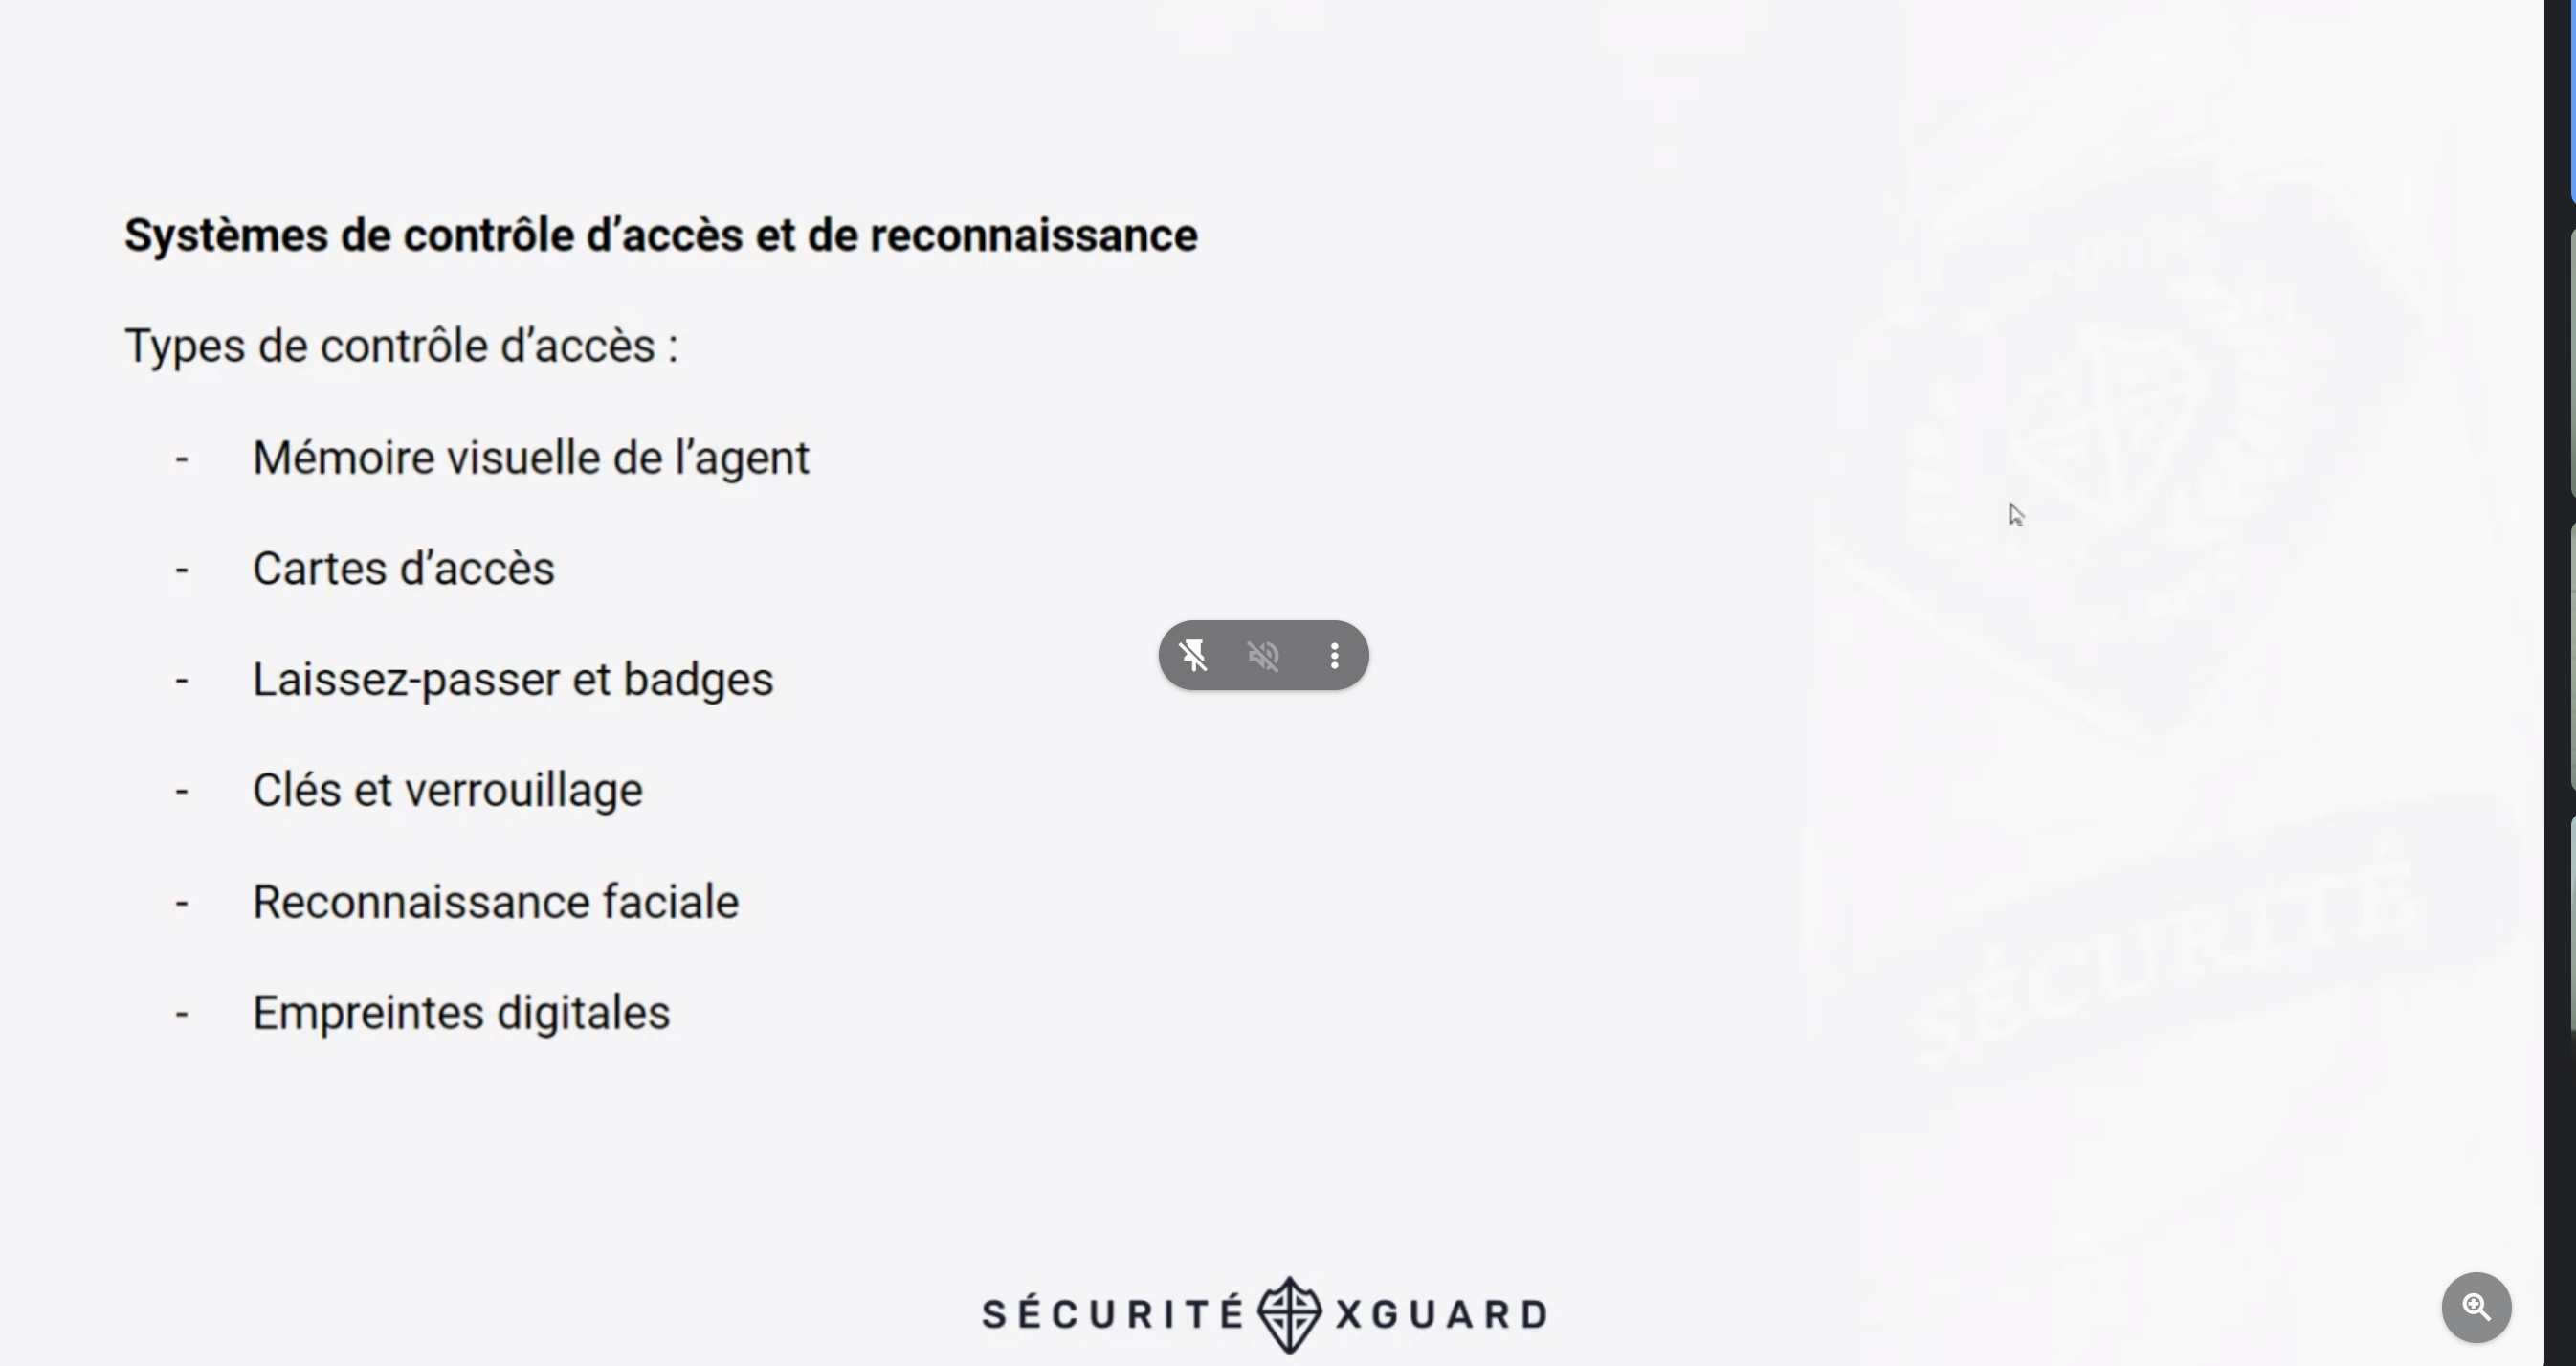 Systèmes de contrôle d’accès et de reconnaissance
Types de contrôle d’accès :
- Mémoire visuelle de l’agent
- Cartes d’accès
- Laissez-passer et badges
- Clés et verrouillage
- Reconnaissance faciale
- Empreintes digitales
SÉCURITÉ
SÉCURITÉ XGUARD